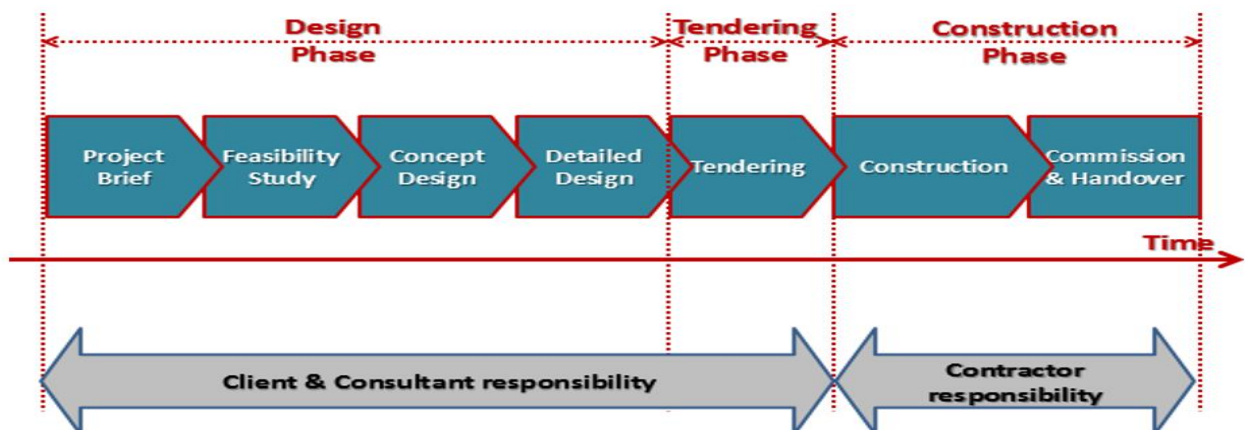 Design
Phase
Tendering
Phase
Construction
Phase
Project
Brief
Feasibility
Study
Concept
Design
Detailed
Design
Tendering
Construction
Commission
& Handover
Time
Client & Consultant responsibility
Contractor
responsibility